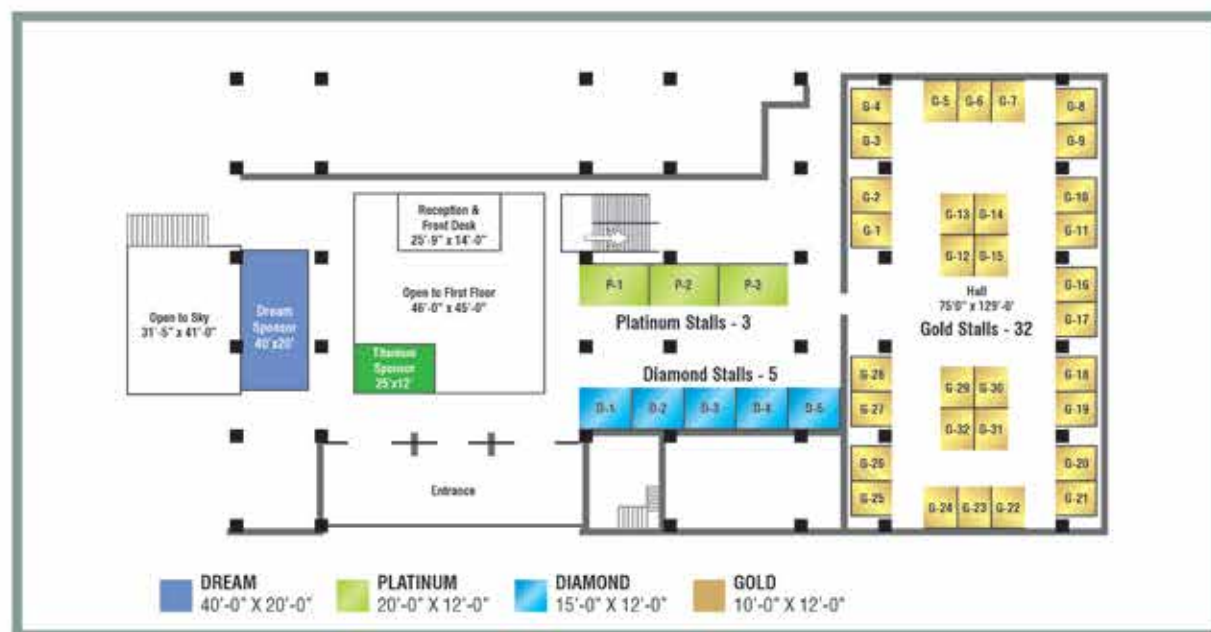 G-4
G-5 G-6 G-7
G-8
G-3
G-9
G-2
G-10
G-1
G-11
G-13 G-14
G-12 G-15
Reception &
Front Desk
25'-9" x 14'-0"
Open to Sky
31'-5" x 41'-0"
Dream
Sponsor
40'x20'
Open to First Floor
46'-0" x 45'-0"
Titanium
Sponsor
25'x12'
P-1 P-2 P-3
Platinum Stalls - 3
Diamond Stalls - 5
D-1 D-2 D-3 D-4 D-5
Hall
75'0" x 129'-0'
Gold Stalls - 32
G-16
G-17
G-28
G-18
G-27
G-19
G-29 G-30
G-32 G-31
G-26
G-20
G-25
G-21
G-24 G-23 G-22
Entrance
DREAM
40'-0" X 20'-0"
PLATINUM
20'-0" X 12'-0"
DIAMOND
15'-0" X 12'-0"
GOLD
10'-0" X 12'-0"